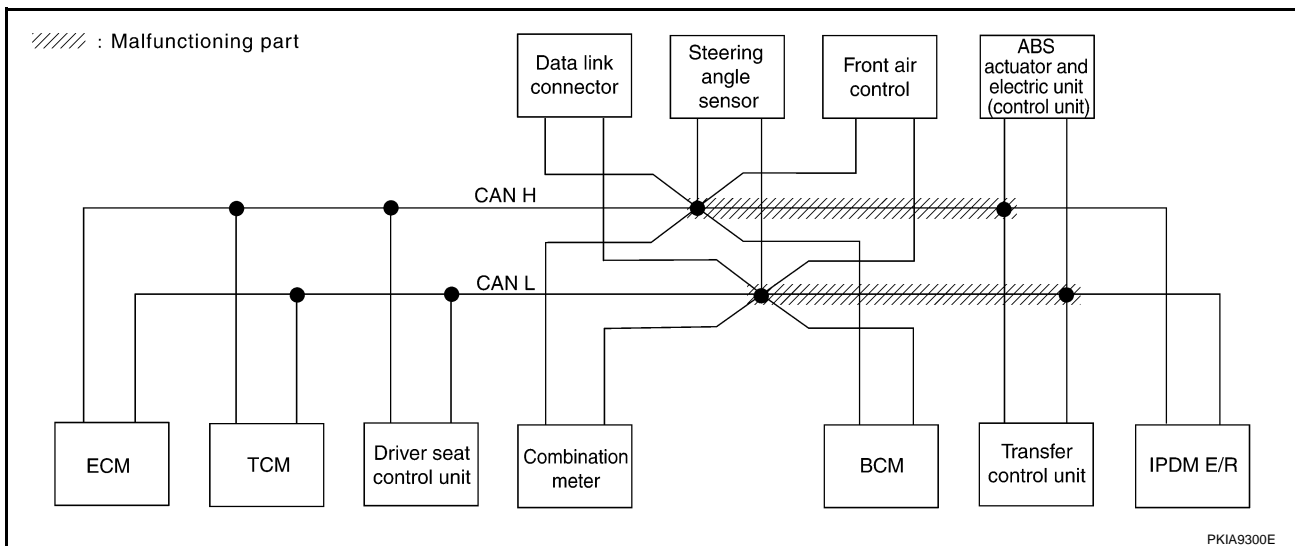 : Malfunctioning part
Data link
connector
Steering
angle
sensor
Front air
control
ABS
actuator and
electric unit
(control unit)
CAN H
CAN L
ECM
TCM
Driver seat
control unit
Combination
meter
BCM
Transfer
control unit
IPDM E/R
PKIA9300E